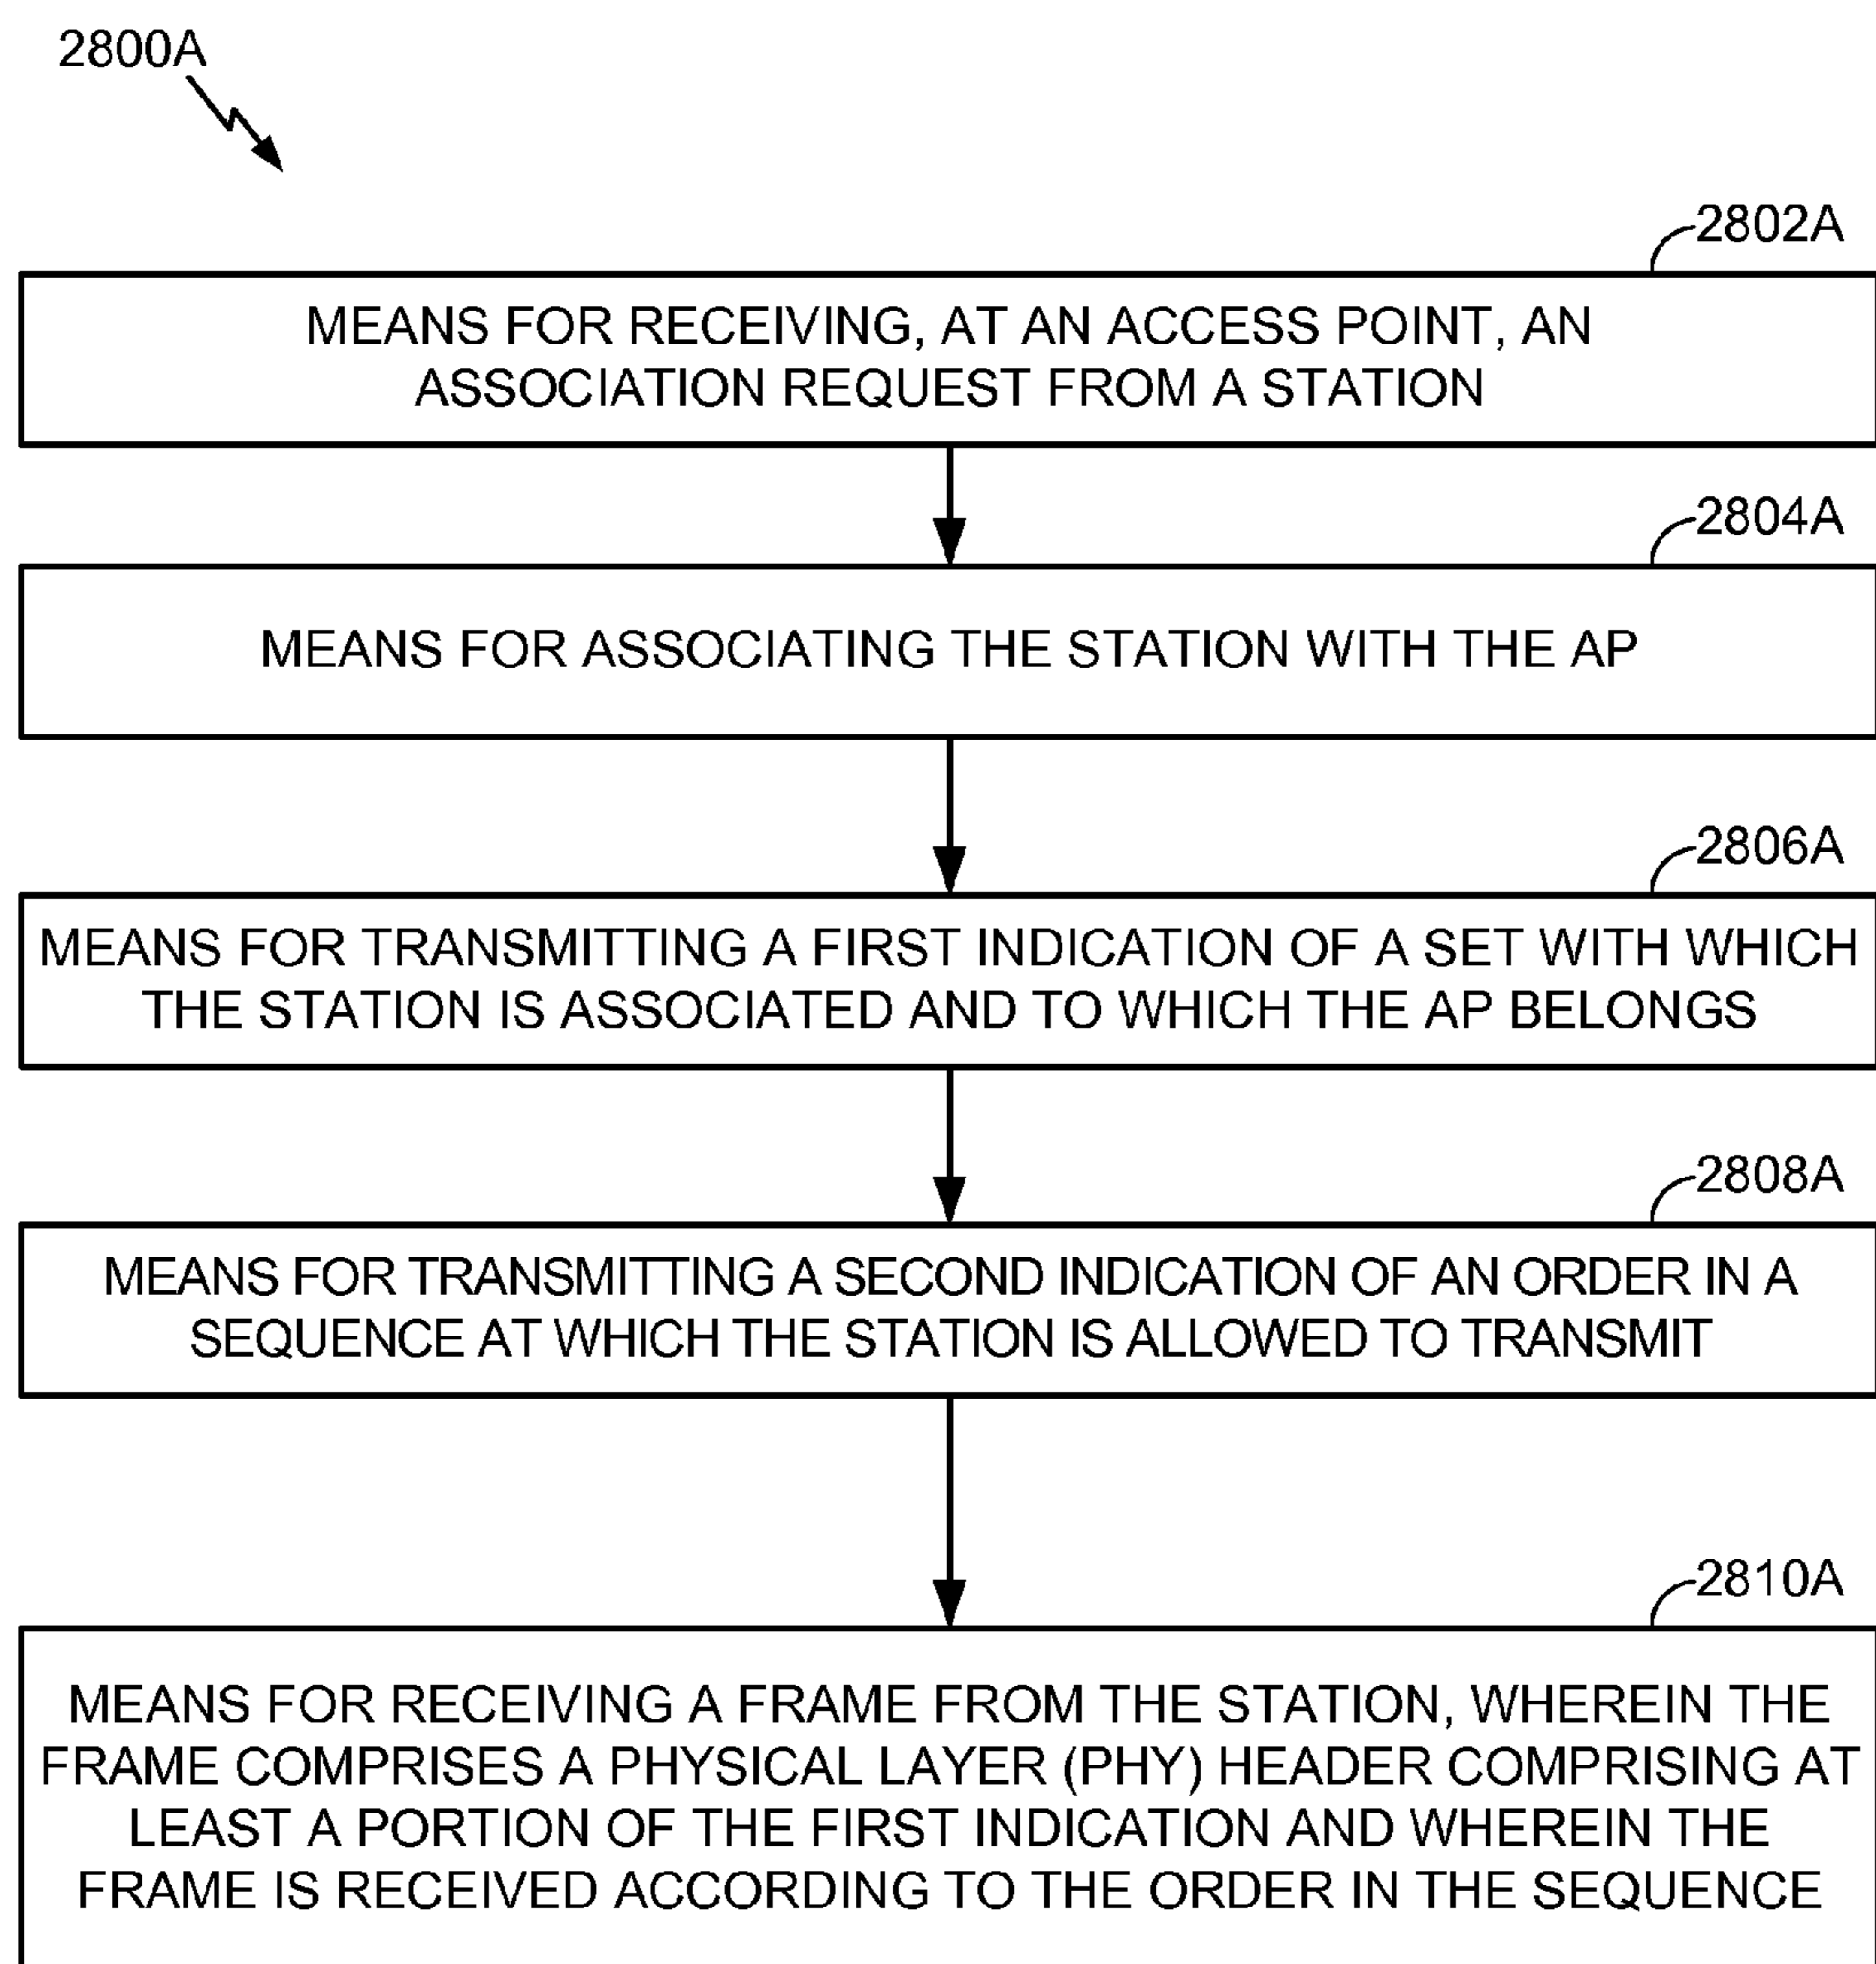 2800A
2802A
MEANS FOR RECEIVING, AT AN ACCESS POINT, AN
ASSOCIATION REQUEST FROM A STATION
2804A
MEANS FOR ASSOCIATING THE STATION WITH THE AP
2806A
MEANS FOR TRANSMITTING A FIRST INDICATION OF A SET WITH WHICH
THE STATION IS ASSOCIATED AND TO WHICH THE AP BELONGS
2808A
MEANS FOR TRANSMITTING A SECOND INDICATION OF AN ORDER IN A
SEQUENCE AT WHICH THE STATION IS ALLOWED TO TRANSMIT
2810A
MEANS FOR RECEIVING A FRAME FROM THE STATION, WHEREIN THE
FRAME COMPRISES A PHYSICAL LAYER (PHY) HEADER COMPRISING AT
LEAST A PORTION OF THE FIRST INDICATION AND WHEREIN THE
FRAME IS RECEIVED ACCORDING TO THE ORDER IN THE SEQUENCE